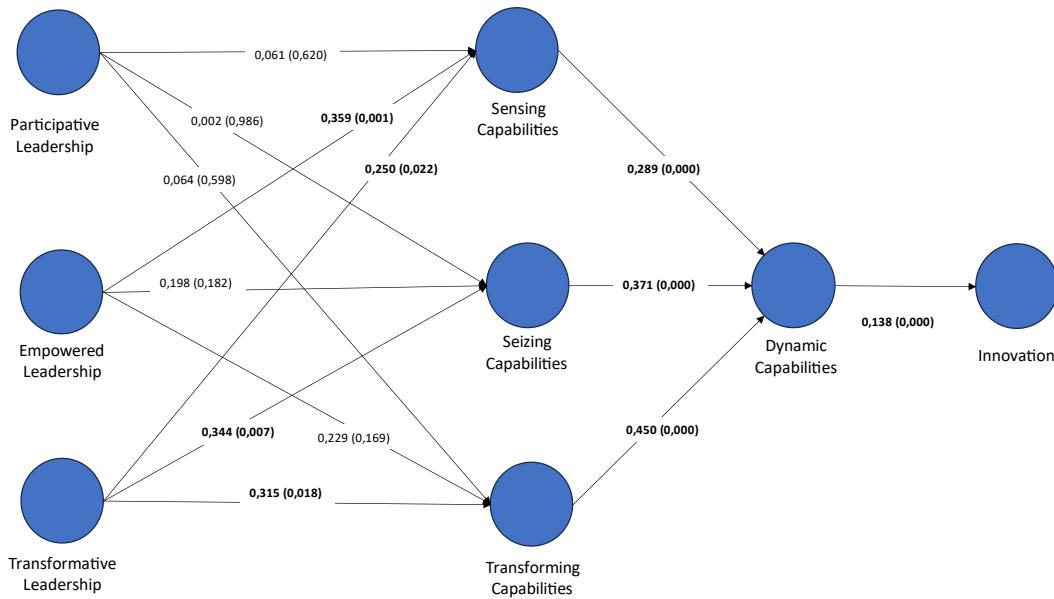 0,061 (0,620)
Participative
Leadership
Sensing
Capabilities
0,002 (0,986)
0,359 (0,001)
0,064 (0,598)
0,250 (0,022)
0,289 (0,000)
0,198 (0,182)
0,371 (0,000)
Empowered
Leadership
Seizing
Capabilities
Dynamic
Capabilities
0,138 (0,000)
Innovation
0,344 (0,007)
0,229 (0,169)
0,450 (0,000)
0,315 (0,018)
Transformative
Leadership
Transforming
Capabilities